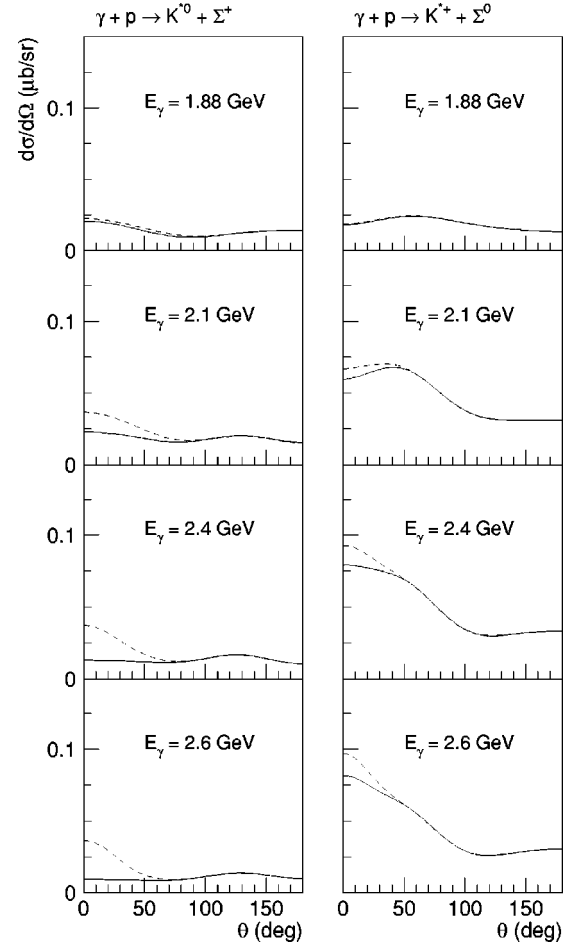 γ + p → K*0 + Σ+
γ + p → K*+ + Σ0
dσ/dΩ (μb/sr)
Eγ = 1.88 GeV
Eγ = 1.88 GeV
0.1
0
Eγ = 2.1 GeV
Eγ = 2.1 GeV
0.1
0
Eγ = 2.4 GeV
Eγ = 2.4 GeV
0.1
0
Eγ = 2.6 GeV
Eγ = 2.6 GeV
0.1
0
0 50 100 150
0 50 100 150
θ (deg)
θ (deg)